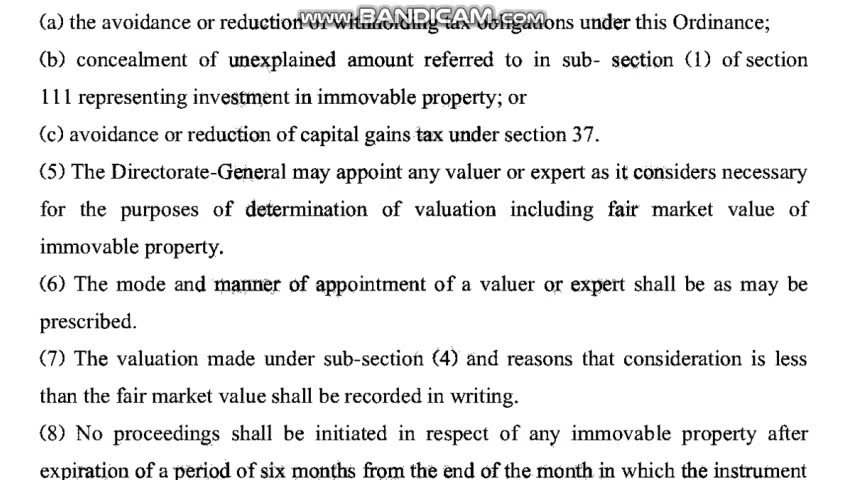 www.BANDICAM.com
(a) the avoidance or reduction of withholding tax obligations under this Ordinance;
(b) concealment of unexplained amount referred to in sub- section (1) of section
111 representing investment in immovable property; or
(c) avoidance or reduction of capital gains tax under section 37.
(5) The Directorate-General may appoint any valuer or expert as it considers necessary
for the purposes of determination of valuation including fair market value of
immovable property.
(6) The mode and manner of appointment of a valuer or expert shall be as may be
prescribed.
(7) The valuation made under sub-section (4) and reasons that consideration is less
than the fair market value shall be recorded in writing.
(8) No proceedings shall be initiated in respect of any immovable property after
expiration of a period of six months from the end of the month in which the instrument